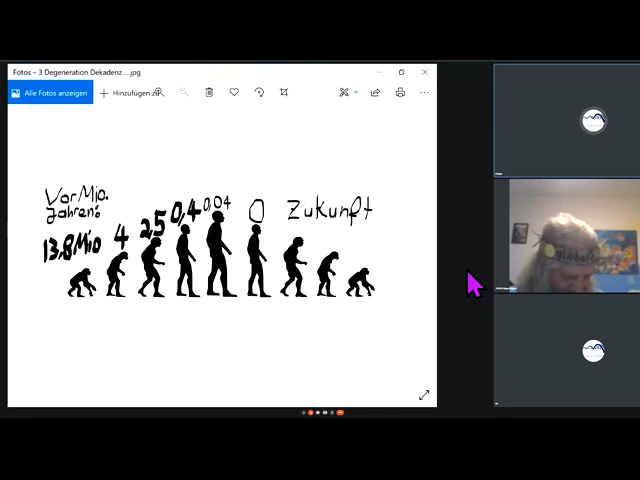 Fotos – 3 Degeneration Dekadenz ...jpg
Alle Fotos anzeigen
Hinzufügen zu
Vor Mio.
Jahren:
13,8Mio 4 2,5 0,4 0,04 0 Zukunft